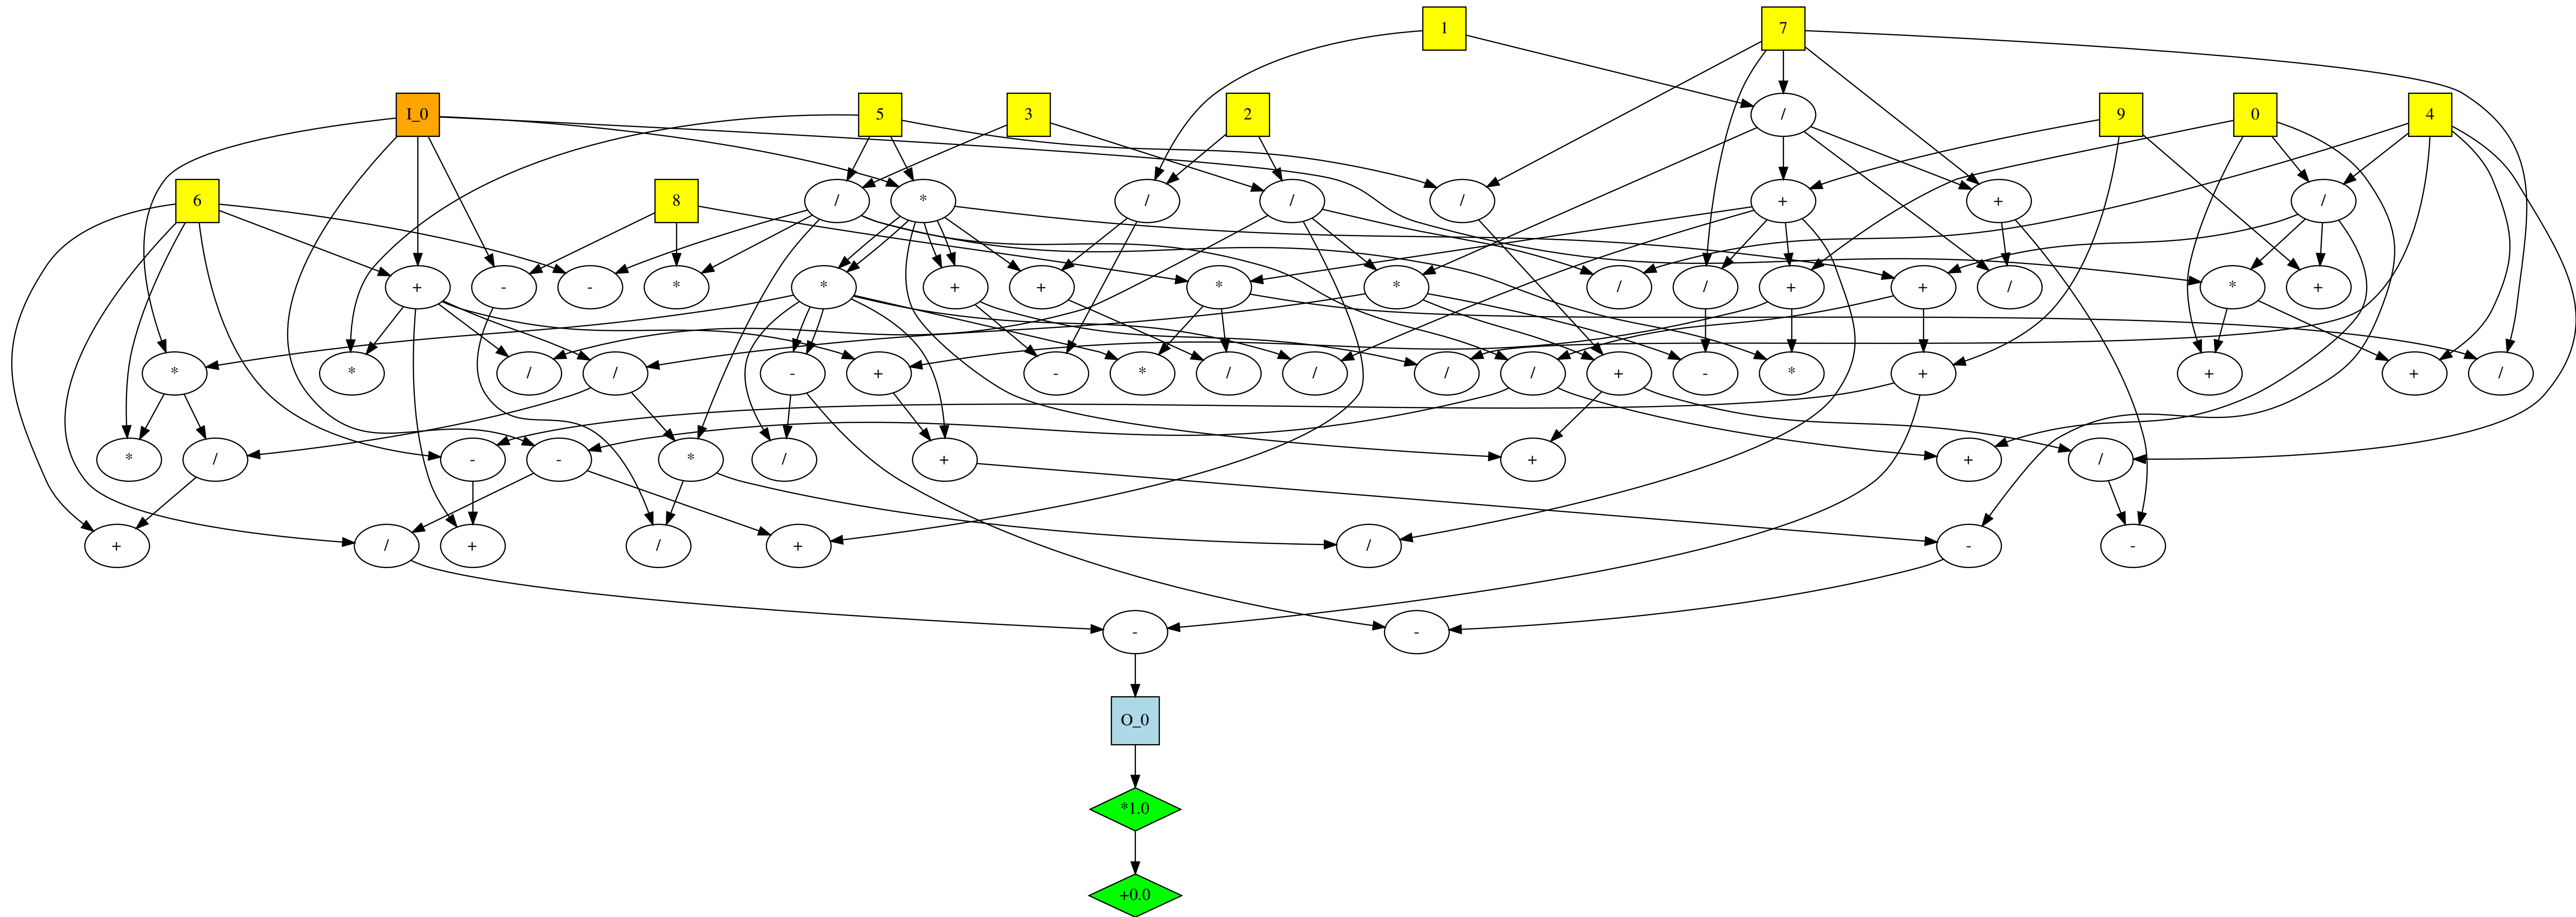 1 7
I_0 5 3 2 / 9 0 4
6 8 / * / / / + + /
+ - - * * + + * * / / + + / * +
* * / / - + - * / / / / + - * + + + /
* / - - * / + + /
+ / + / + / - -
- -
O_0
*1.0
+0.0